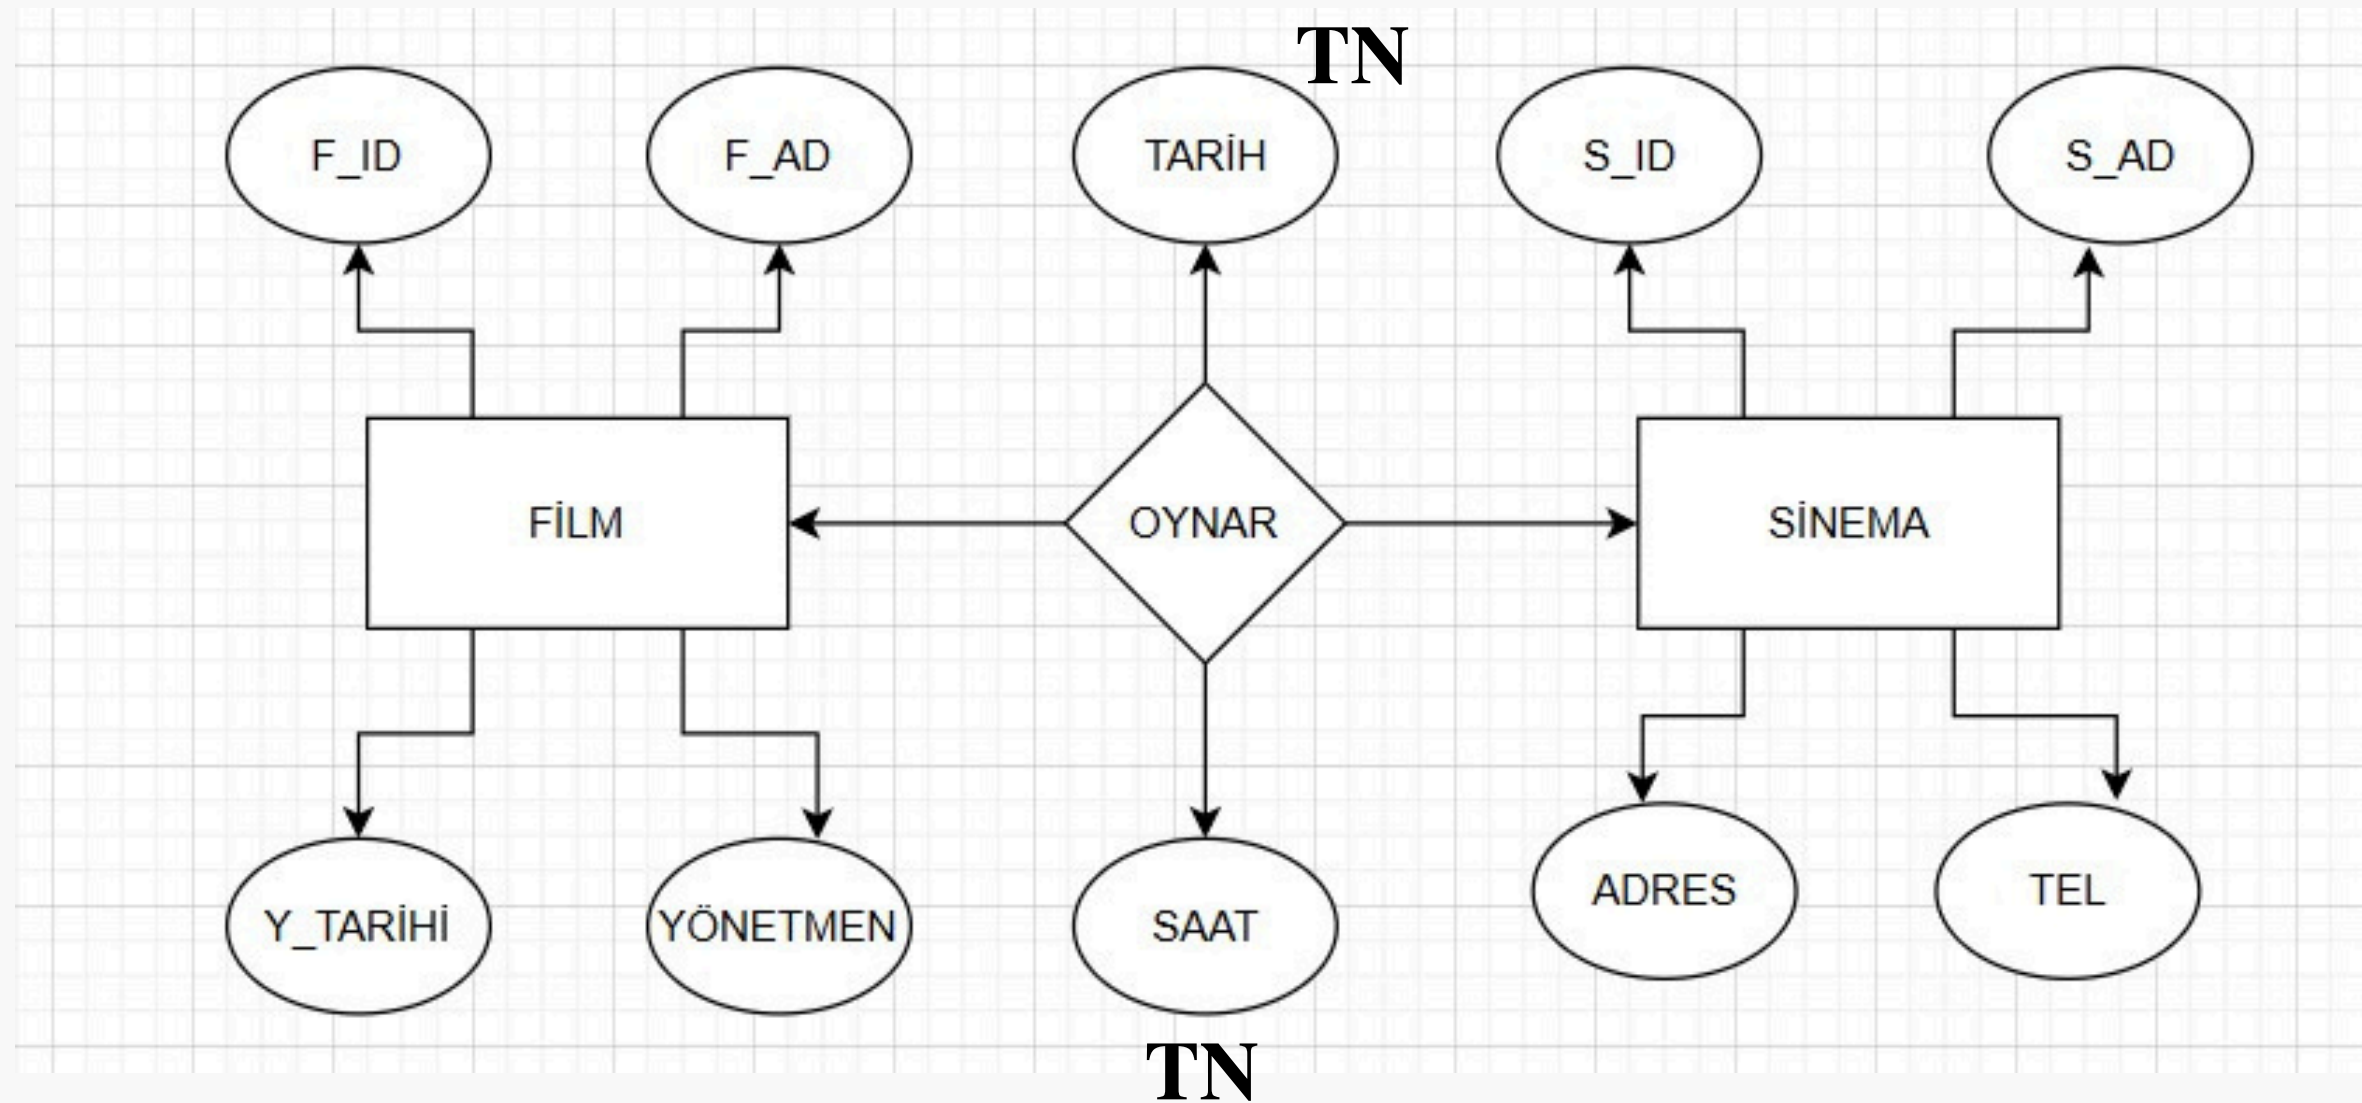 TN
F_ID
F_AD
TARİH
S_ID
S_AD
FİLM
OYNAR
SİNEMA
Y_TARİHİ
YÖNETMEN
SAAT
ADRES
TEL
TN